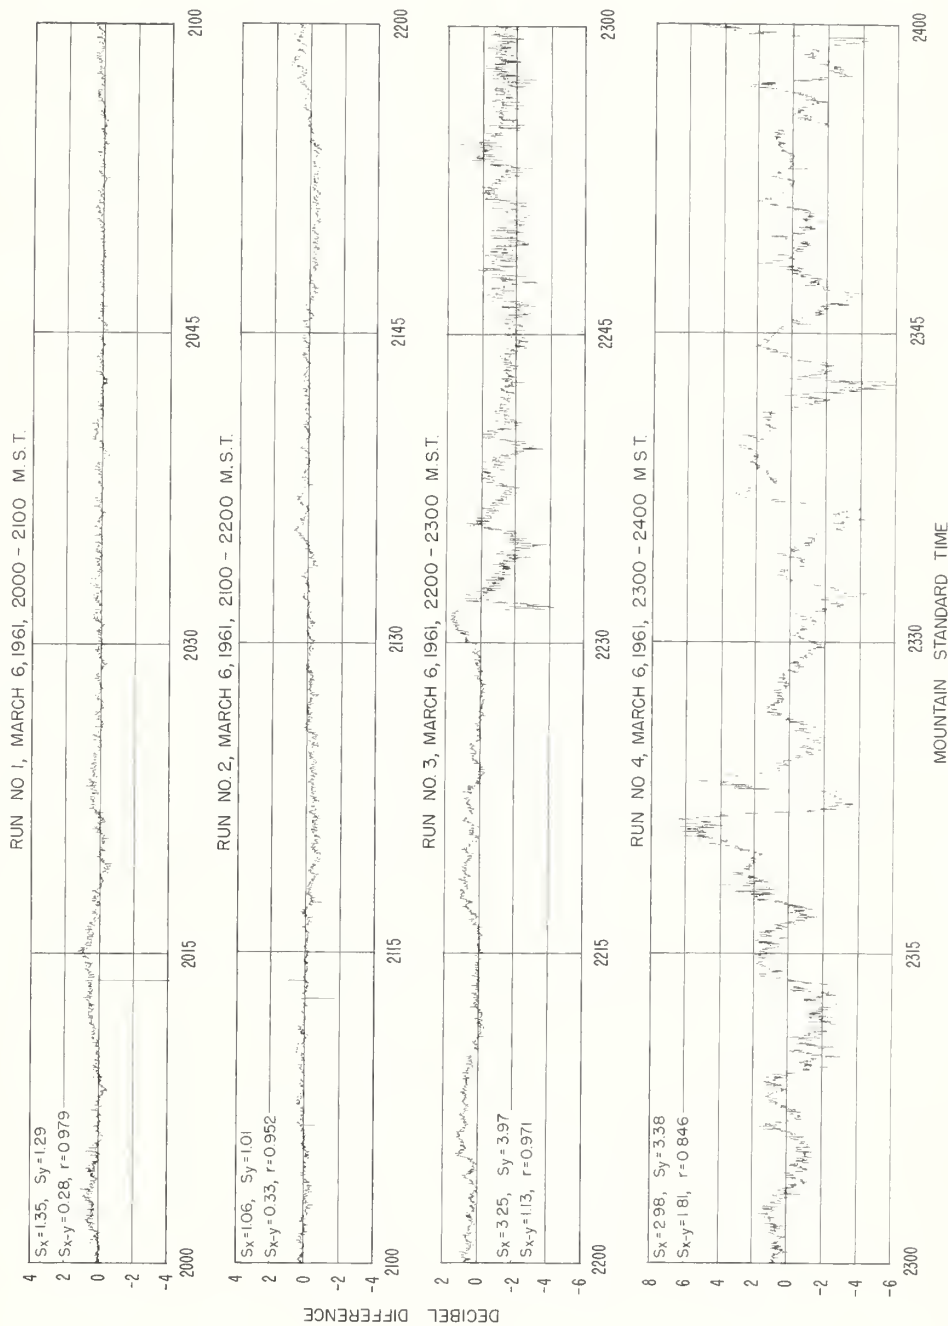 RUN NO 1, MARCH 6, 1961, 2000 - 2100 M.S.T.
Sx=1.35, Sy=1.29
Sx-y=0.28, r=0.979
4
2
0
-2
-4
2000 2015 2030 2045 2100
RUN NO. 2, MARCH 6, 1961, 2100 - 2200 M.S.T.
Sx=1.06, Sy=1.01
Sx-y=0.33, r=0.952
4
2
0
-2
-4
2100 2115 2130 2145 2200
RUN NO. 3, MARCH 6, 1961, 2200 - 2300 M.S.T.
Sx=3.25, Sy=3.97
Sx-y=1.13, r=0.971
2
0
-2
-4
-6
2200 2215 2230 2245 2300
RUN NO 4, MARCH 6, 1961, 2300 - 2400 M S T
Sx=2.98, Sy=3.38
Sx-y=1.81, r=0.846
8
6
4
2
0
-2
-4
-6
2300 2315 2330 2345 2400
DECIBEL DIFFERENCE
MOUNTAIN STANDARD TIME